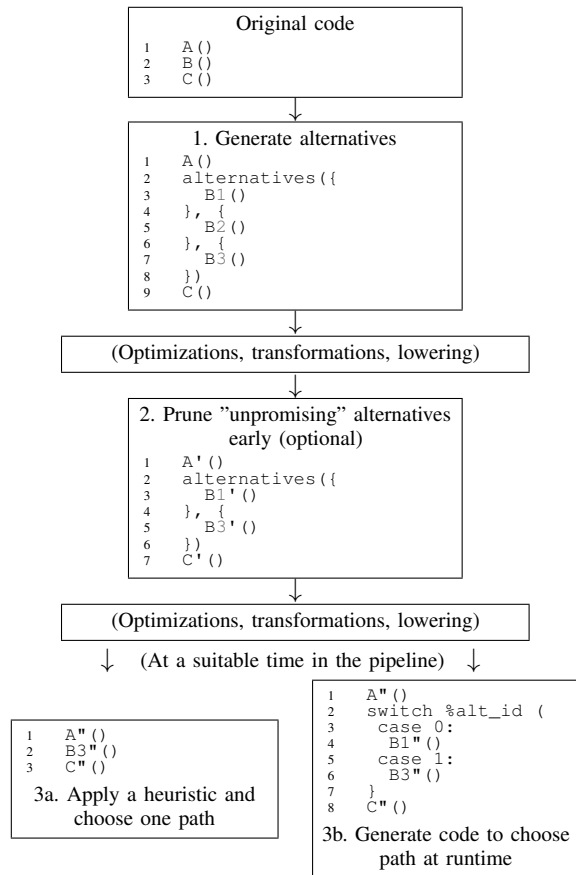 Original code
1 A()
2 B()
3 C()
1. Generate alternatives
1 A()
2 alternatives({
3 B1()
4 }, {
5 B2()
6 }, {
7 B3()
8 })
9 C()
(Optimizations, transformations, lowering)
2. Prune ”unpromising” alternatives
early (optional)
1 A'()
2 alternatives({
3 B1'()
4 }, {
5 B3'()
6 })
7 C'()
(Optimizations, transformations, lowering)
(At a suitable time in the pipeline)
1 A"()
2 B3"()
3 C"()
3a. Apply a heuristic and
choose one path
1 A"()
2 switch %alt_id (
3 case 0:
4 B1"()
5 case 1:
6 B3"()
7 }
8 C"()
3b. Generate code to choose
path at runtime